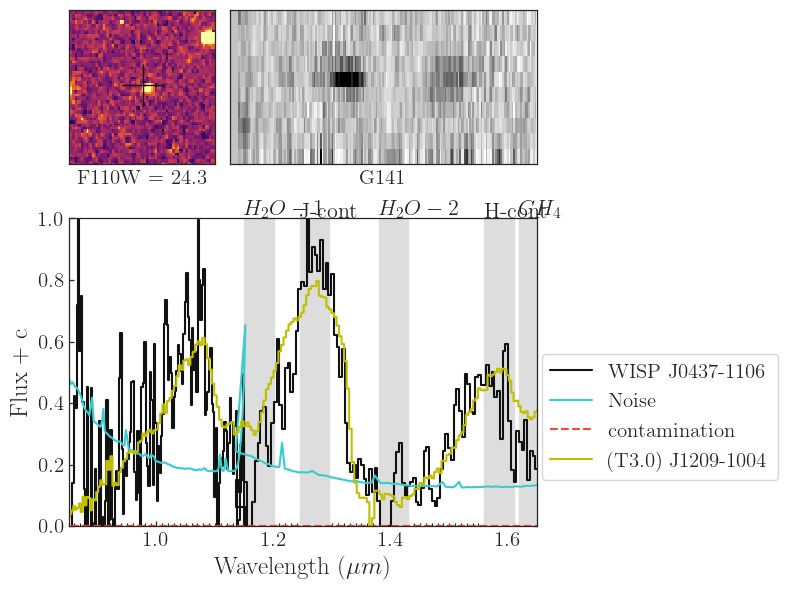 F110W = 24.3
G141
H₂O − 1
J-cont
H₂O − 2
H-cont
CH₄
Flux + c
1.0
0.8
0.6
0.4
0.2
0.0
1.0
1.2
1.4
1.6
Wavelength (μm)
WISP J0437-1106
Noise
contamination
(T3.0) J1209-1004